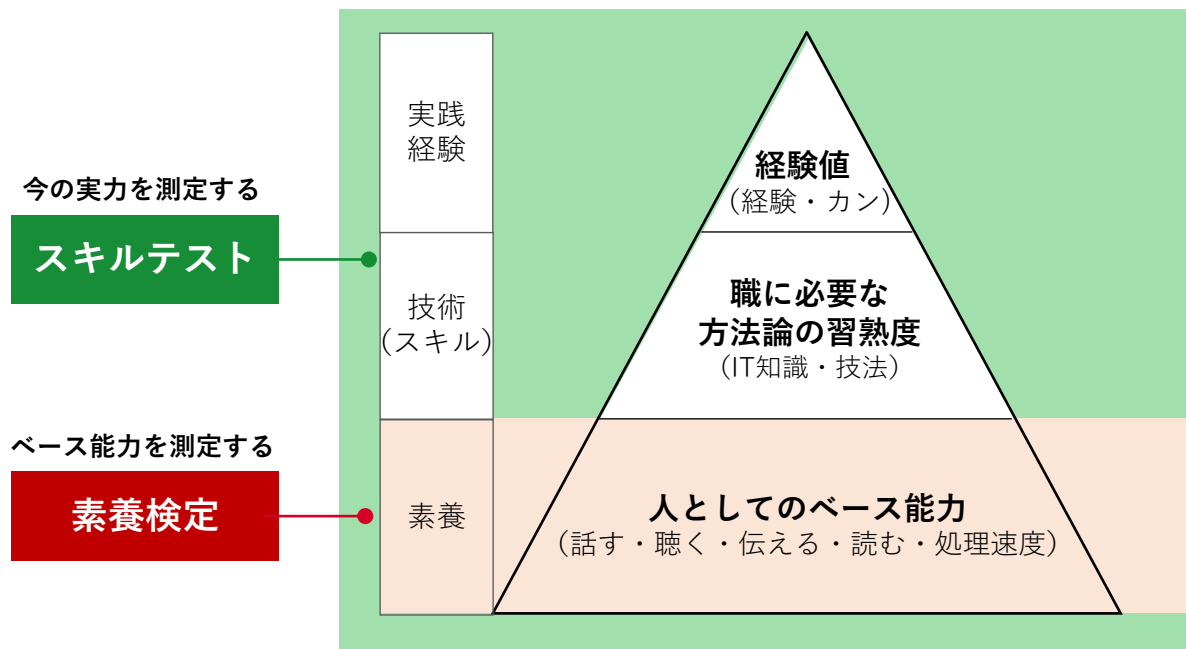 実践
経験
経験値
（経験・カン）
今の実力を測定する
スキルテスト
技術
(スキル)
職に必要な
方法論の習熟度
（IT知識・技法）
ベース能力を測定する
素養検定
素養
人としてのベース能力
（話す・聴く・伝える・読む・処理速度）